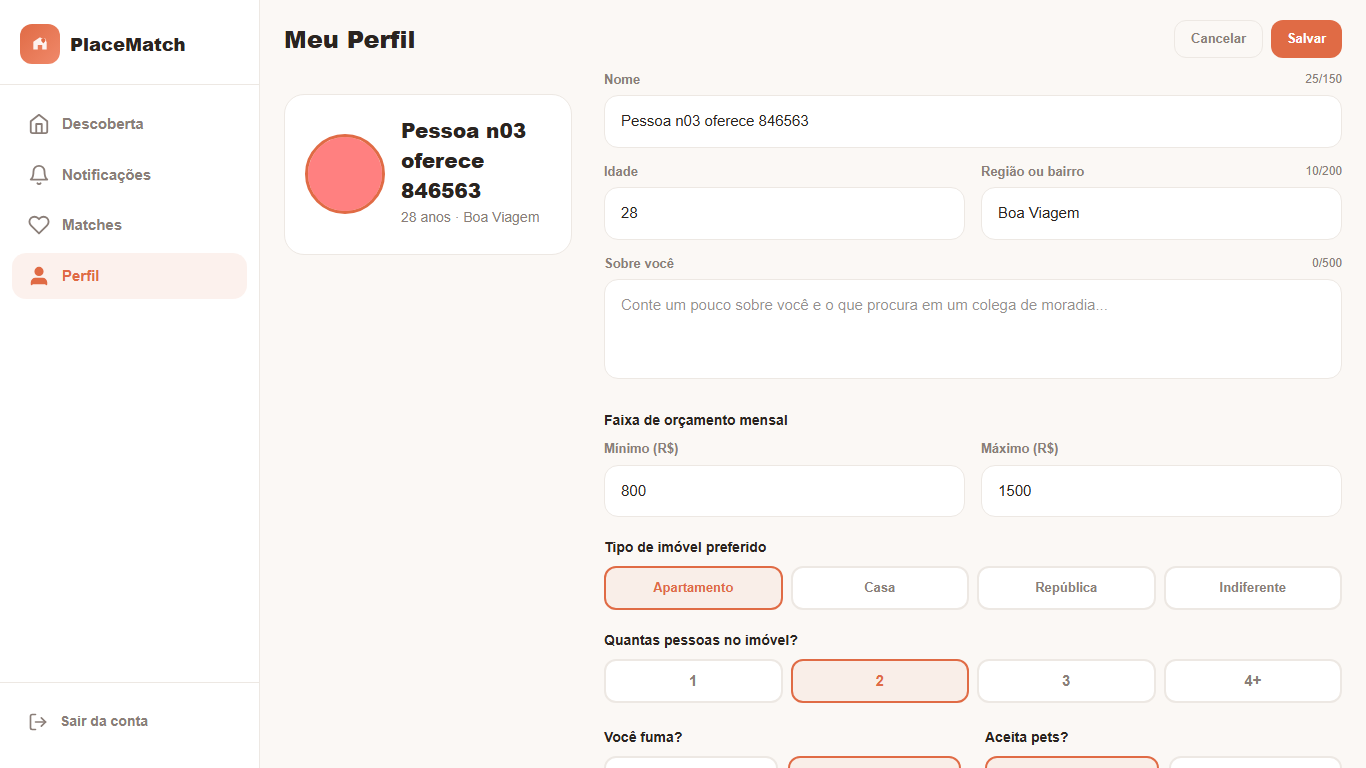 PlaceMatch
Descoberta
Notificações
Matches
Perfil
Sair da conta
Meu Perfil
Cancelar
Salvar
Pessoa n03
oferece
846563
28 anos · Boa Viagem
Nome
25/150
Pessoa n03 oferece 846563
Idade
28
Região ou bairro
10/200
Boa Viagem
Sobre você
0/500
Conte um pouco sobre você e o que procura em um colega de moradia...
Faixa de orçamento mensal
Mínimo (R$)
800
Máximo (R$)
1500
Tipo de imóvel preferido
Apartamento
Casa
República
Indiferente
Quantas pessoas no imóvel?
1
2
3
4+
Você fuma?
Aceita pets?